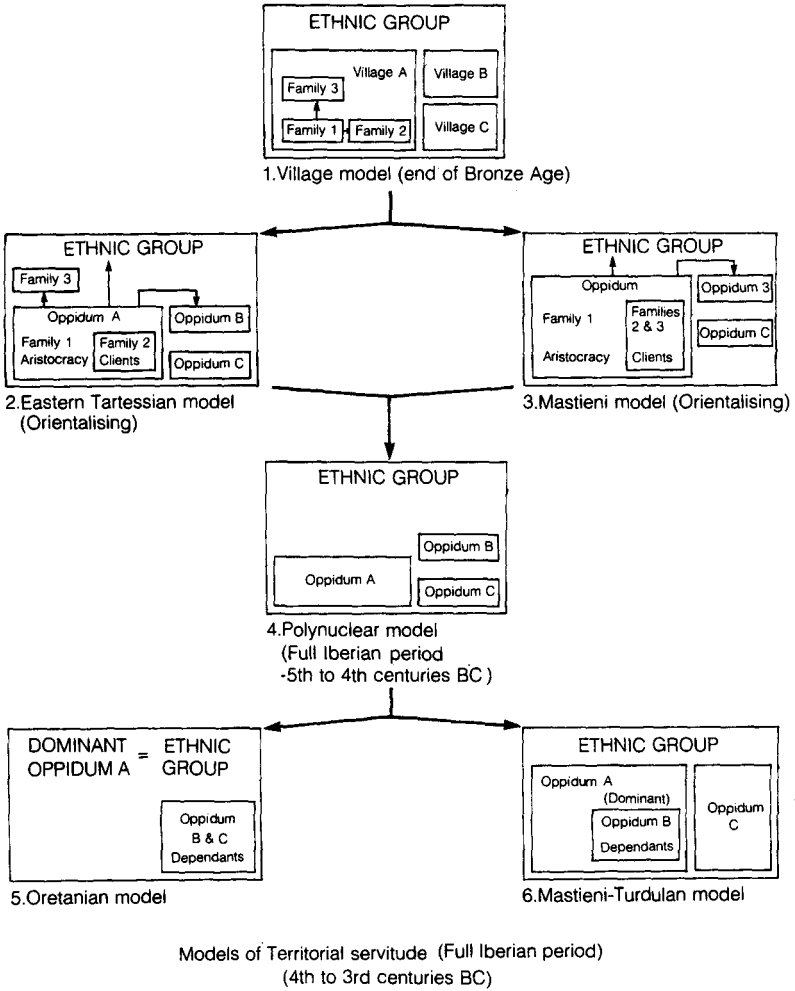 ETHNIC GROUP
Village A
Village B
Family 3
Family 1
Family 2
Village C
1.Village model (end of Bronze Age)
ETHNIC GROUP
Family 3
Oppidum A
Oppidum B
Family 1
Aristocracy
Family 2
Clients
Oppidum C
2.Eastern Tartessian model
(Orientalising)
ETHNIC GROUP
Oppidum
Oppidum 3
Family 1
Families
2 & 3
Oppidum C
Aristocracy
Clients
3.Mastieni model (Orientalising)
ETHNIC GROUP
Oppidum B
Oppidum A
Oppidum C
4.Polynuclear model
(Full Iberian period
-5th to 4th centuries BC)
DOMINANT = ETHNIC
OPPIDUM A GROUP
Oppidum
B & C
Dependants
5.Oretanian model
ETHNIC GROUP
Oppidum A
(Dominant)
Oppidum B
Dependants
Oppidum
C
6.Mastieni-Turdulan model
Models of Territorial servitude (Full Iberian period)
(4th to 3rd centuries BC)